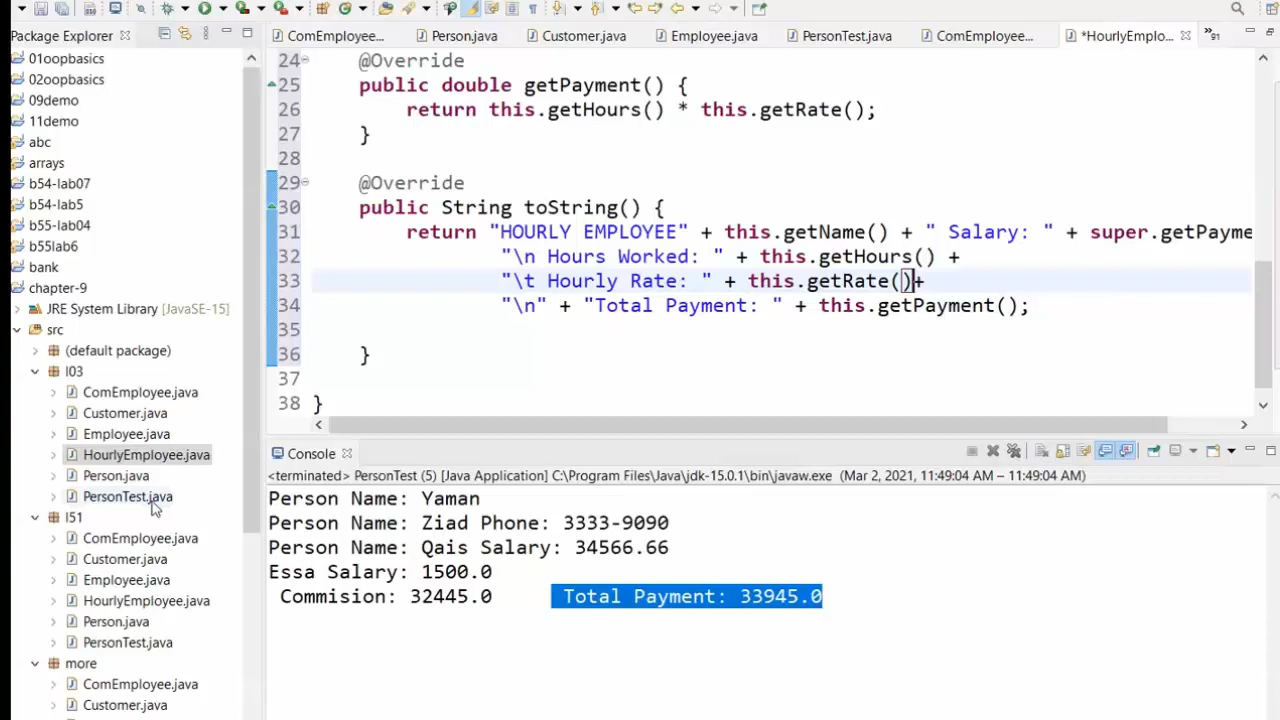 Package Explorer
01oopbasics
02oopbasics
09demo
11demo
abc
arrays
b54-lab07
b54-lab5
b55-lab04
b55lab6
bank
chapter-9
JRE System Library [JavaSE-15]
src
(default package)
l03
ComEmployee.java
Customer.java
Employee.java
HourlyEmployee.java
Person.java
PersonTest.java
l51
ComEmployee.java
Customer.java
Employee.java
HourlyEmployee.java
Person.java
PersonTest.java
more
ComEmployee.java
Customer.java
ComEmployee... Person.java Customer.java Employee.java PersonTest.java ComEmployee... *HourlyEmplo... 91
24 @Override
25 public double getPayment() {
26 return this.getHours() * this.getRate();
27 }
28
29 @Override
30 public String toString() {
31 return "HOURLY EMPLOYEE" + this.getName() + " Salary: " + super.getPayme
32 "\n Hours Worked: " + this.getHours() +
33 "\t Hourly Rate: " + this.getRate()+
34 "\n" + "Total Payment: " + this.getPayment();
35
36 }
37
38 }
Console
<terminated> PersonTest (5) [Java Application] C:\Program Files\Java\jdk-15.0.1\bin\javaw.exe (Mar 2, 2021, 11:49:04 AM – 11:49:04 AM)
Person Name: Yaman
Person Name: Ziad Phone: 3333-9090
Person Name: Qais Salary: 34566.66
Essa Salary: 1500.0
Commision: 32445.0 Total Payment: 33945.0